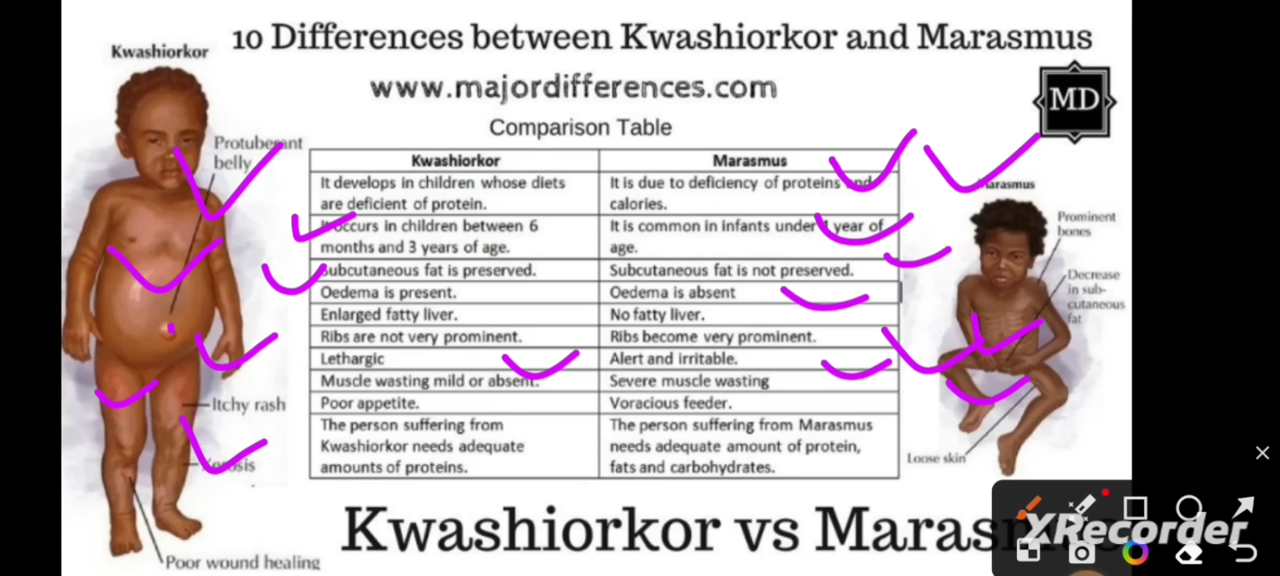 10 Differences between Kwashiorkor and Marasmus
Kwashiorkor
www.majordifferences.com
MD
Protuberant
belly
Comparison Table
Kwashiorkor Marasmus
It develops in children whose diets
are deficient of protein.
It is due to deficiency of proteins and
calories.
It occurs in children between 6
months and 3 years of age.
It is common in infants under 1 year of
age.
Subcutaneous fat is preserved. Subcutaneous fat is not preserved.
Oedema is present. Oedema is absent
Enlarged fatty liver. No fatty liver.
Ribs are not very prominent. Ribs become very prominent.
Lethargic Alert and irritable.
Muscle wasting mild or absent. Severe muscle wasting
Poor appetite. Voracious feeder.
The person suffering from
Kwashiorkor needs adequate
amounts of proteins.
The person suffering from Marasmus
needs adequate amount of protein,
fats and carbohydrates.
Marasmus
Prominent
bones
Decrease
in sub-
cutaneous
fat
Loose skin
Itchy rash
Poor wound healing
Kwashiorkor vs
XRecorder